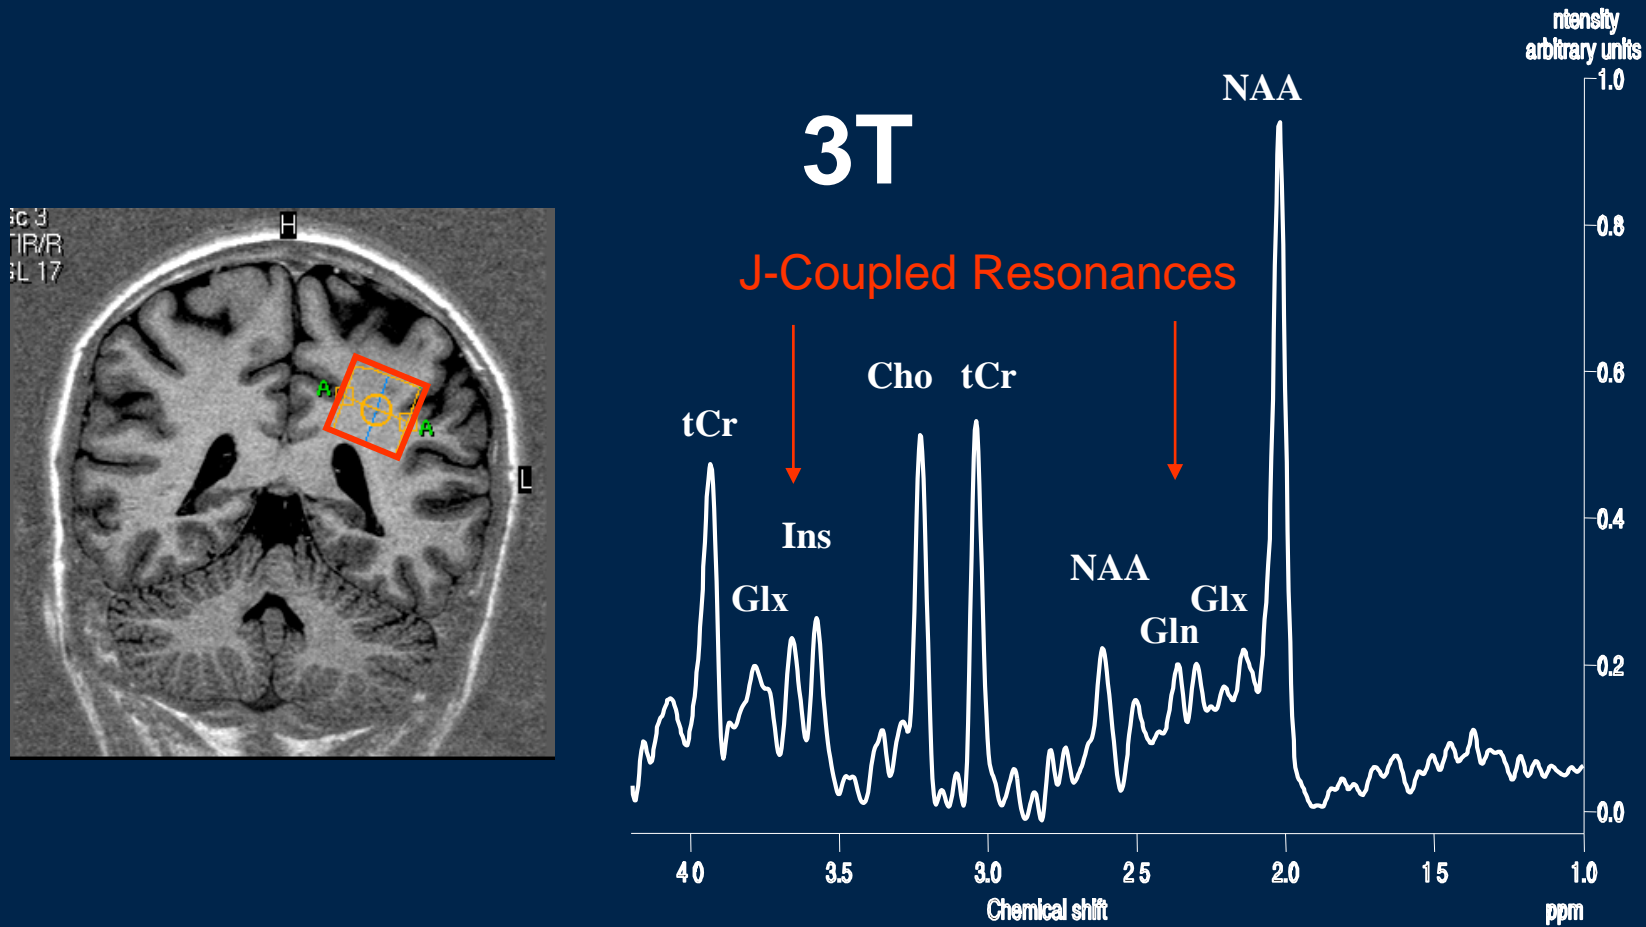 3T
J-Coupled Resonances
H
TIR/R
L
A
A
NAA
Cho tCr
tCr
Ins
NAA
Glx
Glx
Gln
ntensity
arbitrary units
1.0
0.8
0.6
0.4
0.2
0.0
4 0 3.5 3.0 2 5 2.0 1 5 1.0
Chemical shift ppm